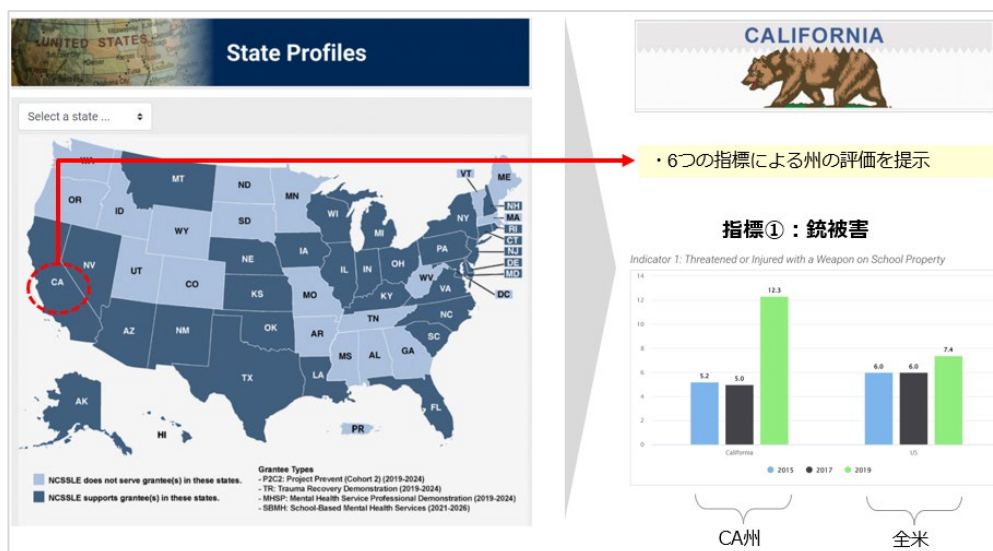 UNITED STATES
State Profiles
Select a state ...
WA
MT
ND
MN
VT
ME
OR
ID
WY
SD
WI
MI
NY
NH
MA
RI
CT
NJ
DE
MD
DC
NV
UT
CO
NE
IA
IL
IN
OH
PA
WV
VA
CA
KS
MO
KY
NC
AZ
NM
OK
AR
TN
SC
MS
AL
GA
TX
LA
FL
AK
HI
PR
NCSSLE does not serve grantee(s) in these states.
NCSSLE supports grantee(s) in these states.
Grantee Types
- P2C2: Project Prevent (Cohort 2) (2019-2024)
- TR: Trauma Recovery Demonstration (2019-2024)
- MHSP: Mental Health Service Professional Demonstration (2019-2024)
- SBMH: School-Based Mental Health Services (2021-2026)
CALIFORNIA
・6つの指標による州の評価を提示
指標①：銃被害
Indicator 1: Threatened or Injured with a Weapon on School Property
14
12
10
8
6
4
2
0
5.2
5.0
12.3
6.0
6.0
7.4
California
US
2015 2017 2019
CA州
全米